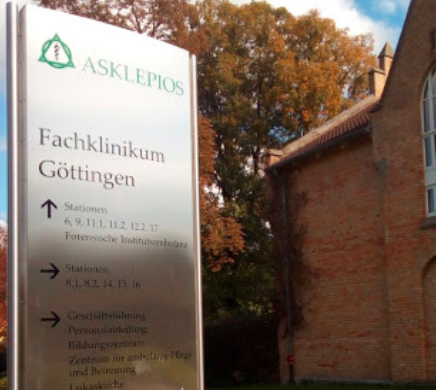 ASKLEPIOS
Fachklinikum
Göttingen
Stationen
6, 9, 11.1, 11.2, 12.2, 17
Forensische Institutsambulanz
Stationen
8.1, 8.2, 14, 15, 16
Geschäftsführung
Personalabteilung
Bildungszentrum
Zentrum für ambulante Pflege
und Betreuung
Lukaskirche